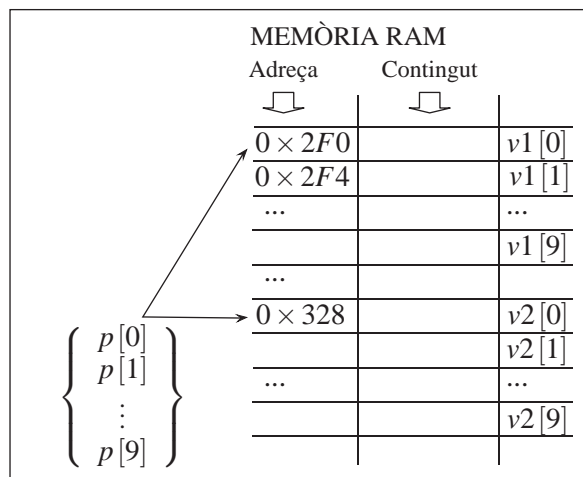 MEMÒRIA RAM
Adreça Contingut
0 × 2F0 v1 [0]
0 × 2F4 v1 [1]
... ...
v1 [9]
...
0 × 328 v2 [0]
p [0]
v2 [1]
p [1]
... ...
⋮
v2 [9]
p [9]